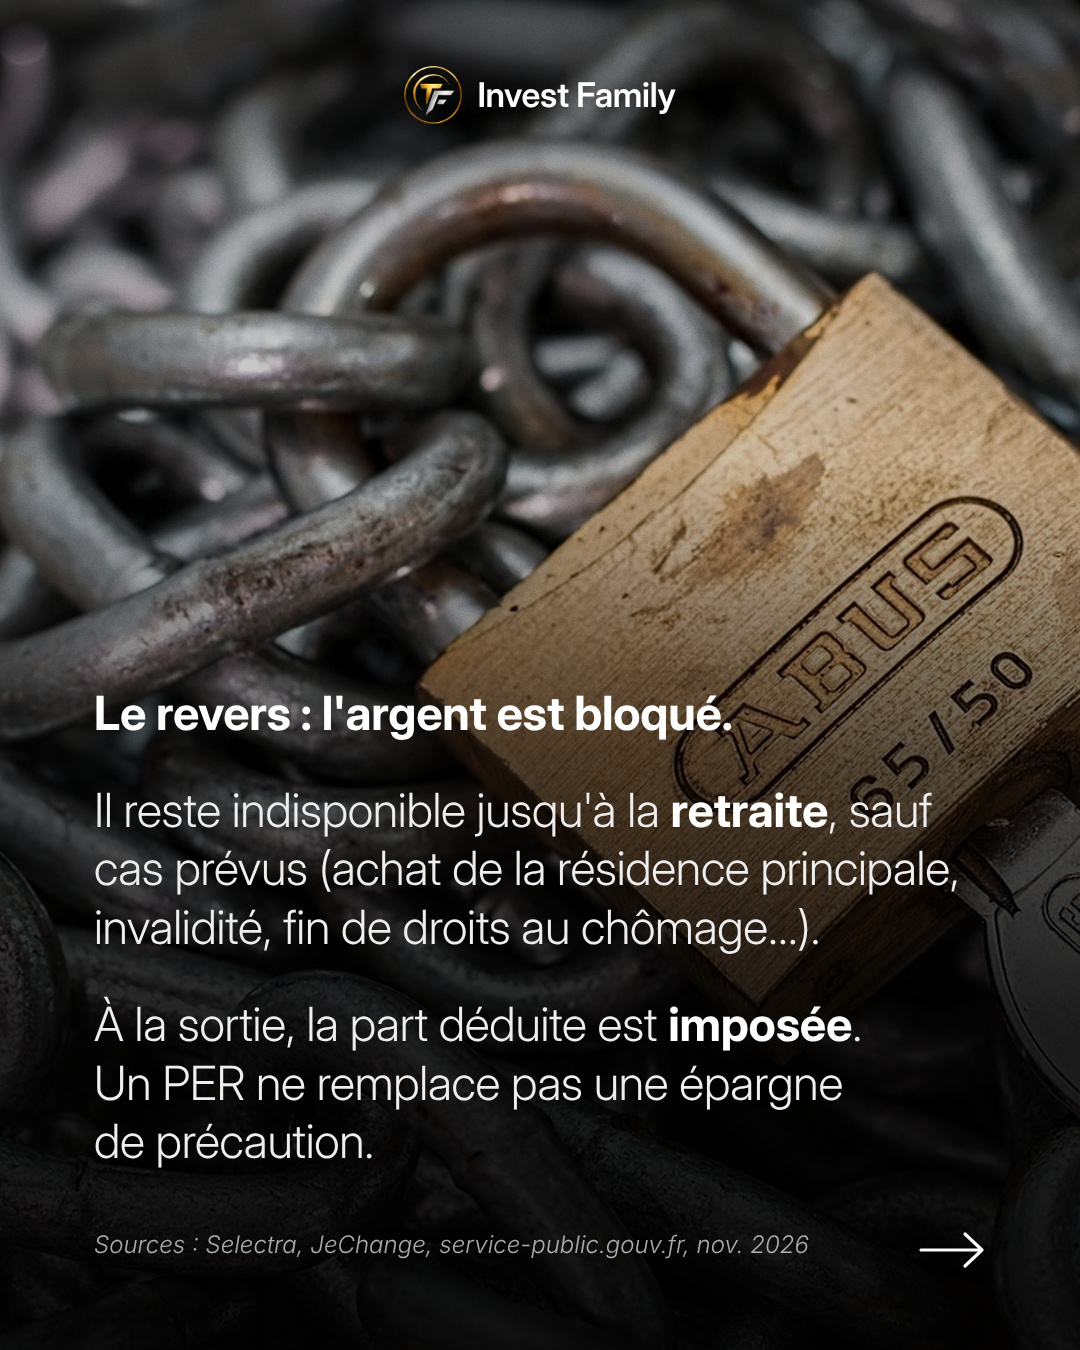 Invest Family
ABUS
65/50
Le revers : l'argent est bloqué.
Il reste indisponible jusqu'à la retraite, sauf
cas prévus (achat de la résidence principale,
invalidité, fin de droits au chômage...).
À la sortie, la part déduite est imposée.
Un PER ne remplace pas une épargne
de précaution.
Sources : Selectra, JeChange, service-public.gouv.fr, nov. 2026